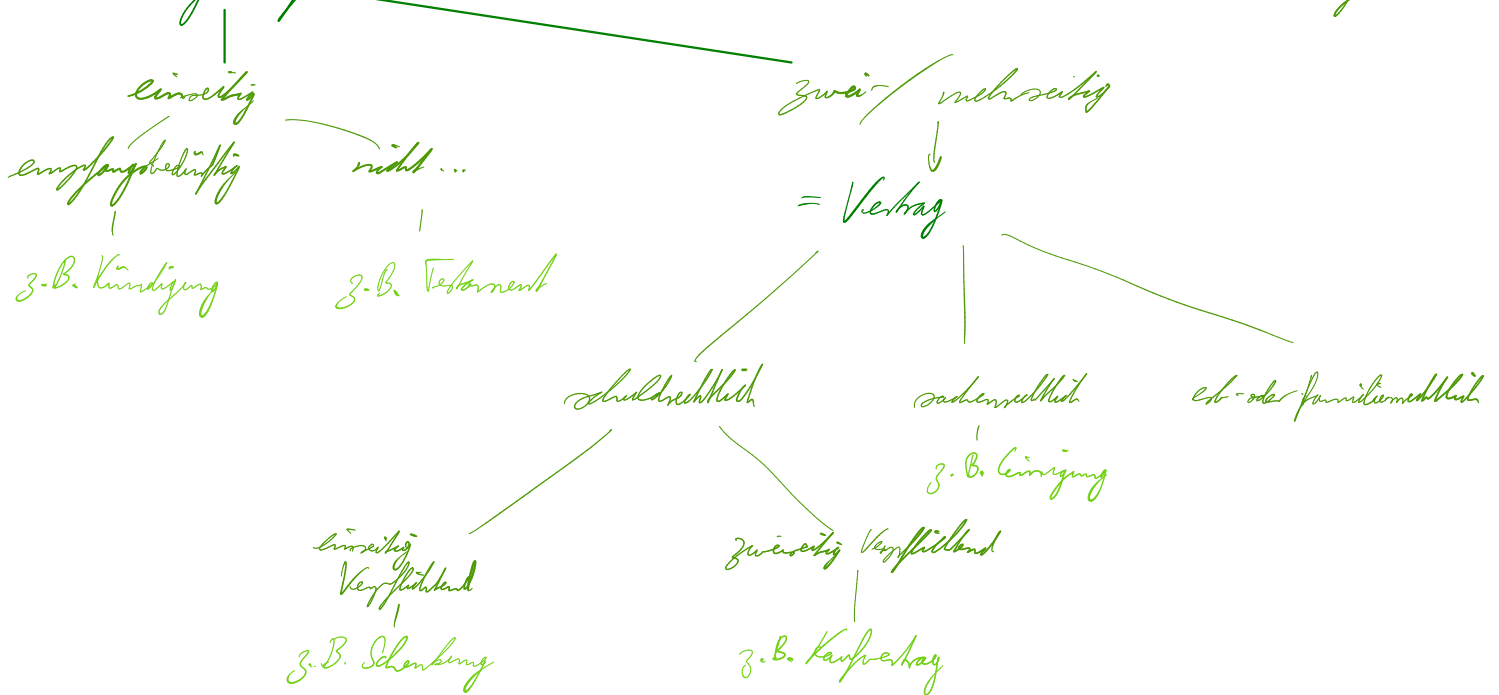 einseitig
zwei-/mehrseitig
empfangsbedürftig
nicht ...
= Vertrag
z.B. Kündigung
z.B. Testament
schuldrechtlich
sachenrechtlich
erb- oder familienrechtlich
z.B. Einigung
einseitig
Verpflichtend
zweiseitig Verpflichtend
z.B. Schenkung
z.B. Kaufvertrag